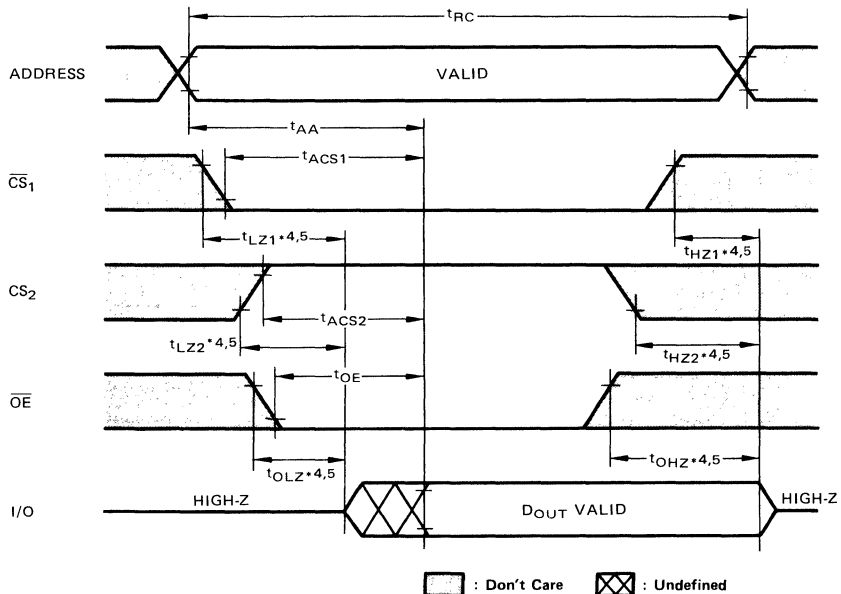 tRC
ADDRESS
VALID
tAA
tACS1
CS1
tLZ1*4,5
tHZ1*4,5
CS2
tACS2
tLZ2*4,5
tHZ2*4,5
tOE
OE
tOLZ*4,5
tOHZ*4,5
I/O
HIGH-Z
DOUT VALID
HIGH-Z
: Don't Care
: Undefined